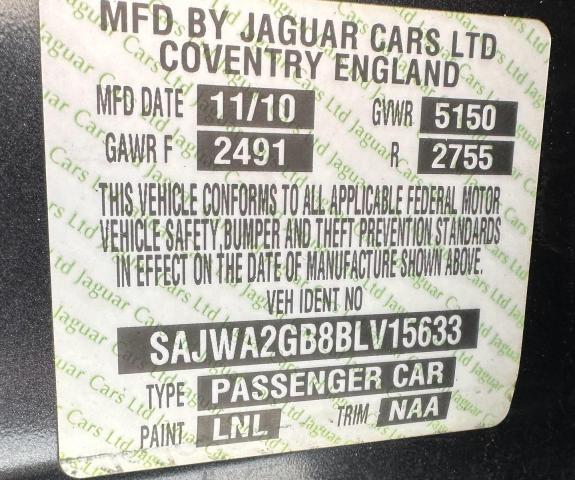 MFD BY JAGUAR CARS LTD
COVENTRY ENGLAND
MFD DATE 11/10 GVWR 5150
GAWR F 2491 R 2755
THIS VEHICLE CONFORMS TO ALL APPLICABLE FEDERAL MOTOR
VEHICLE SAFETY,BUMPER AND THEFT PREVENTION STANDARDS
IN EFFECT ON THE DATE OF MANUFACTURE SHOWN ABOVE.
VEH IDENT NO
SAJWA2GB8BLV15633
TYPE PASSENGER CAR
PAINT LNL TRIM NAA